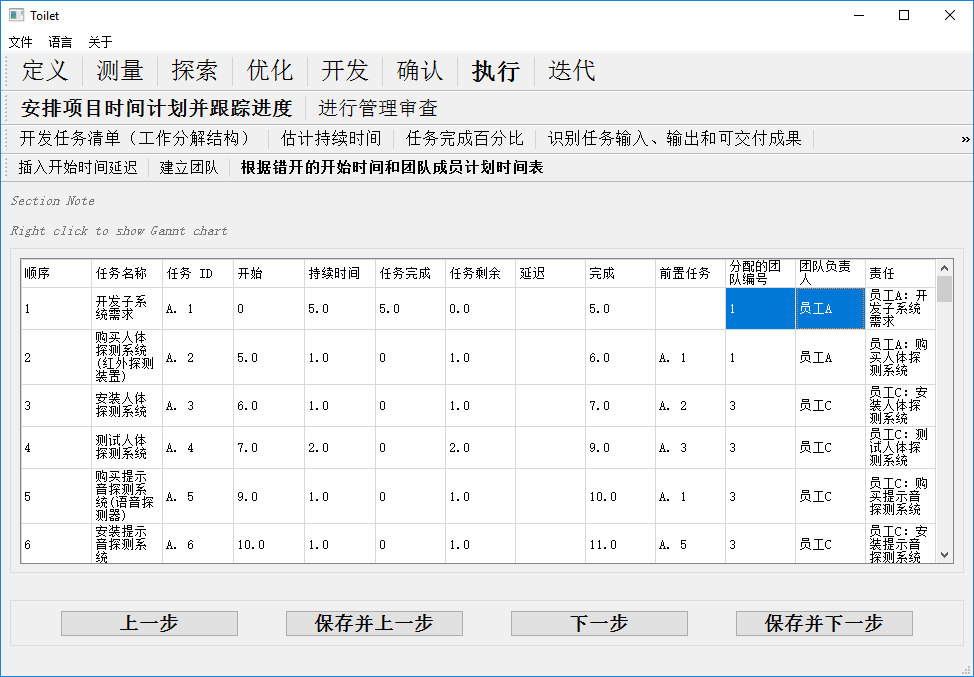 Toilet
文件 语言 关于
定义 测量 探索 优化 开发 确认 执行 迭代
安排项目时间计划并跟踪进度 进行管理审查
开发任务清单（工作分解结构） 估计持续时间 任务完成百分比 识别任务输入、输出和可交付成果 »
插入开始时间延迟 建立团队 根据错开的开始时间和团队成员计划时间表
Section Note
Right click to show Gannt chart
顺序 任务名称 任务 ID 开始 持续时间 任务完成 任务剩余 延迟 完成 前置任务 分配的团队编号 团队负责人 责任
1 开发子系统需求 A. 1 0 5.0 5.0 0.0 5.0 1 员工A 员工A: 开发子系统需求
2 购买人体探测系统(红外探测装置) A. 2 5.0 1.0 0 1.0 6.0 A. 1 1 员工A 员工A: 购买人体探测系统
3 安装人体探测系统 A. 3 6.0 1.0 0 1.0 7.0 A. 2 3 员工C 员工C: 安装人体探测系统
4 测试人体探测系统 A. 4 7.0 2.0 0 2.0 9.0 A. 3 3 员工C 员工C: 测试人体探测系统
5 购买提示音探测系统(语音探测器) A. 5 9.0 1.0 0 1.0 10.0 A. 1 3 员工C 员工C: 购买提示音探测系统
6 安装提示音探测系统 A. 6 10.0 1.0 0 1.0 11.0 A. 5 3 员工C 员工C: 安装提示音探测系统
上一步 保存并上一步 下一步 保存并下一步